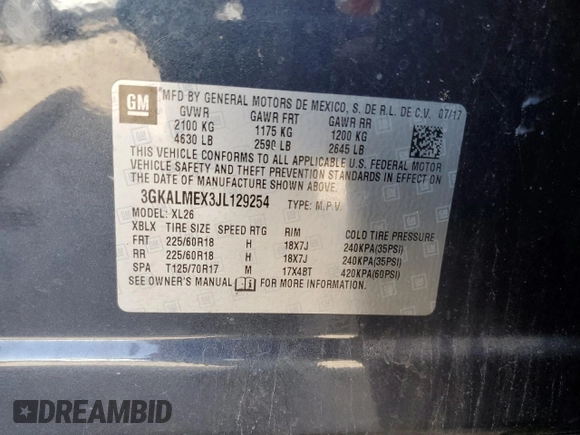 GM
MFD BY GENERAL MOTORS DE MEXICO, S. DE R.L. DE C.V. 07/17
GVWR GAWR FRT GAWR RR
2100 KG 1175 KG 1200 KG
4630 LB 2590 LB 2645 LB
THIS VEHICLE CONFORMS TO ALL APPLICABLE U.S. FEDERAL MOTOR
VEHICLE SAFETY AND THEFT PREVENTION STANDARDS IN EFFECT ON
THE DATE OF MANUFACTURE SHOWN ABOVE.
3GKALMEX3JL129254 TYPE: M.P.V.
MODEL: XL26
XBLX TIRE SIZE SPEED RTG RIM COLD TIRE PRESSURE
FRT 225/60R18 H 18X7J 240KPA(35PSI)
RR 225/60R18 H 18X7J 240KPA(35PSI)
SPA T125/70R17 M 17X4BT 420KPA(60PSI)
SEE OWNER'S MANUAL FOR MORE INFORMATION.
DREAMBID